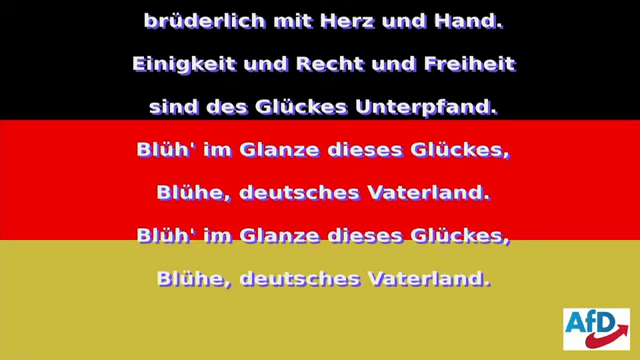 brüderlich mit Herz und Hand.
Einigkeit und Recht und Freiheit
sind des Glückes Unterpfand.
Blüh' im Glanze dieses Glückes,
Blühe, deutsches Vaterland.
Blüh' im Glanze dieses Glückes,
Blühe, deutsches Vaterland.
AfD